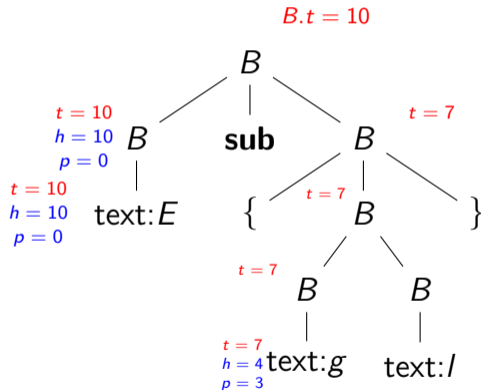 B.t = 10
B
t = 10
h = 10
p = 0
B
sub
B
t = 7
t = 10
h = 10
p = 0
text:E
{
t = 7
B
}
t = 7
B
B
t = 7
h = 4
p = 3
text:g
text:l